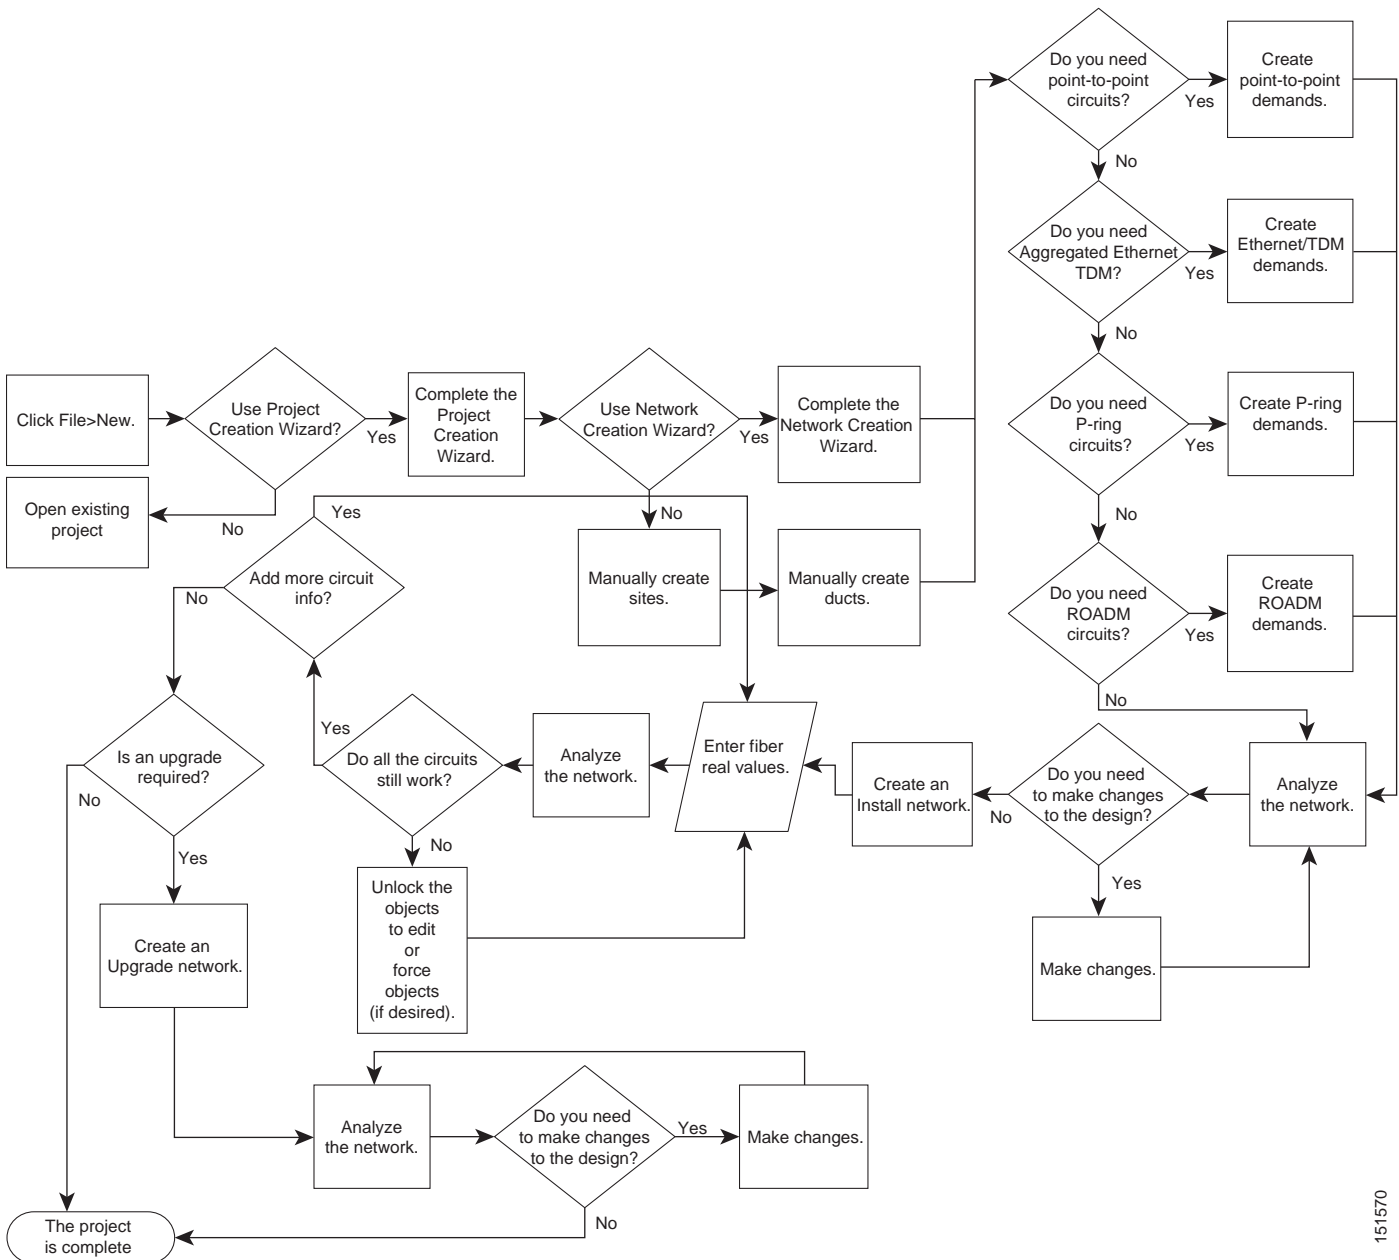 Do you need
point-to-point
circuits?
Yes
Create
point-to-point
demands.
No
Do you need
Aggregated Ethernet
TDM?
Yes
Create
Ethernet/TDM
demands.
No
Click File>New.
Use Project
Creation Wizard?
Yes
Complete the
Project
Creation
Wizard.
Use Network
Creation Wizard?
Yes
Complete the
Network Creation
Wizard.
Do you need
P-ring
circuits?
Yes
Create P-ring
demands.
No
Open existing
project
No
Yes
No
Add more circuit
info?
No
Manually create
sites.
Manually create
ducts.
Do you need
ROADM
circuits?
Yes
Create
ROADM
demands.
No
Is an upgrade
required?
No
Yes
Yes
Do all the circuits
still work?
No
Analyze
the network.
Enter fiber
real values.
Create an
Install network.
No
Do you need
to make changes
to the design?
Yes
Analyze
the network.
Make changes.
Unlock the
objects
to edit
or
force
objects
(if desired).
Create an
Upgrade network.
Analyze
the network.
Do you need
to make changes
to the design?
Yes
Make changes.
No
The project
is complete
151570